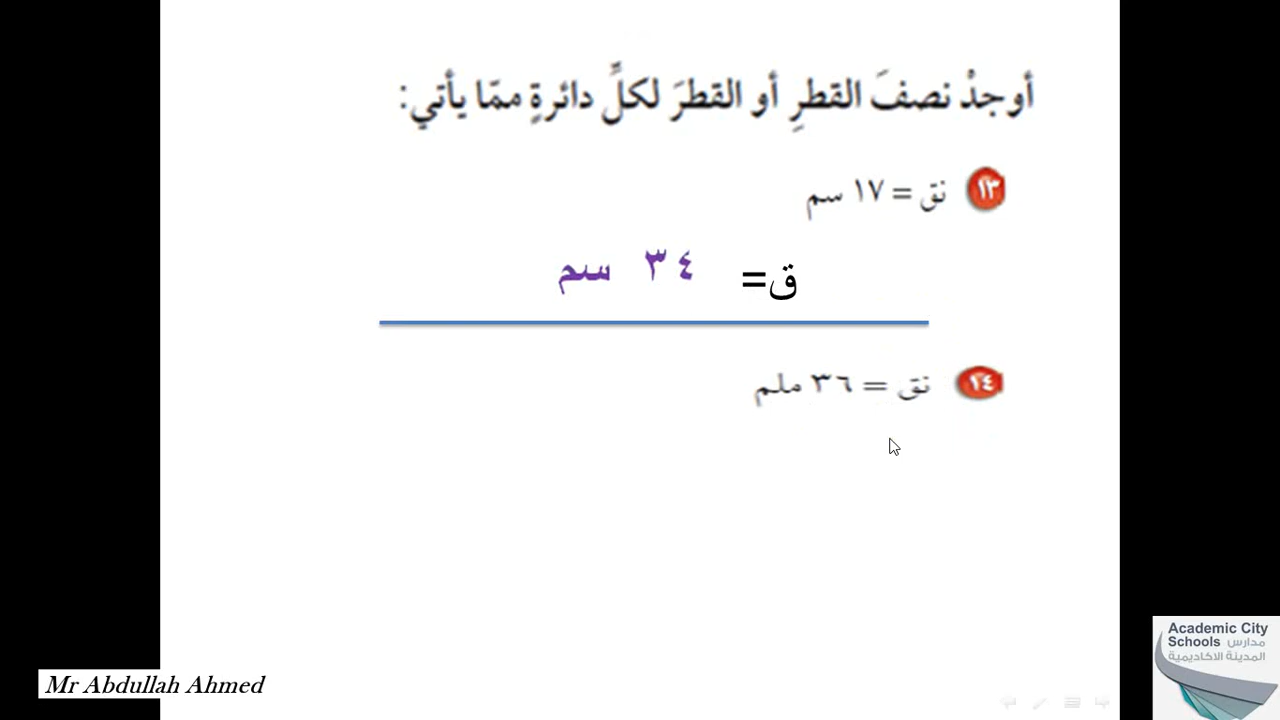 أوجدْ نصفَ القطرِ أو القطرَ لكلِّ دائرةٍ ممّا يأتي:
١٣ نق = ١٧ سم
ق= ٣٤ سم
١٤ نق = ٣٦ ملم
Academic City
Schools مدارس
المدينة الاكاديمية
Mr Abdullah Ahmed